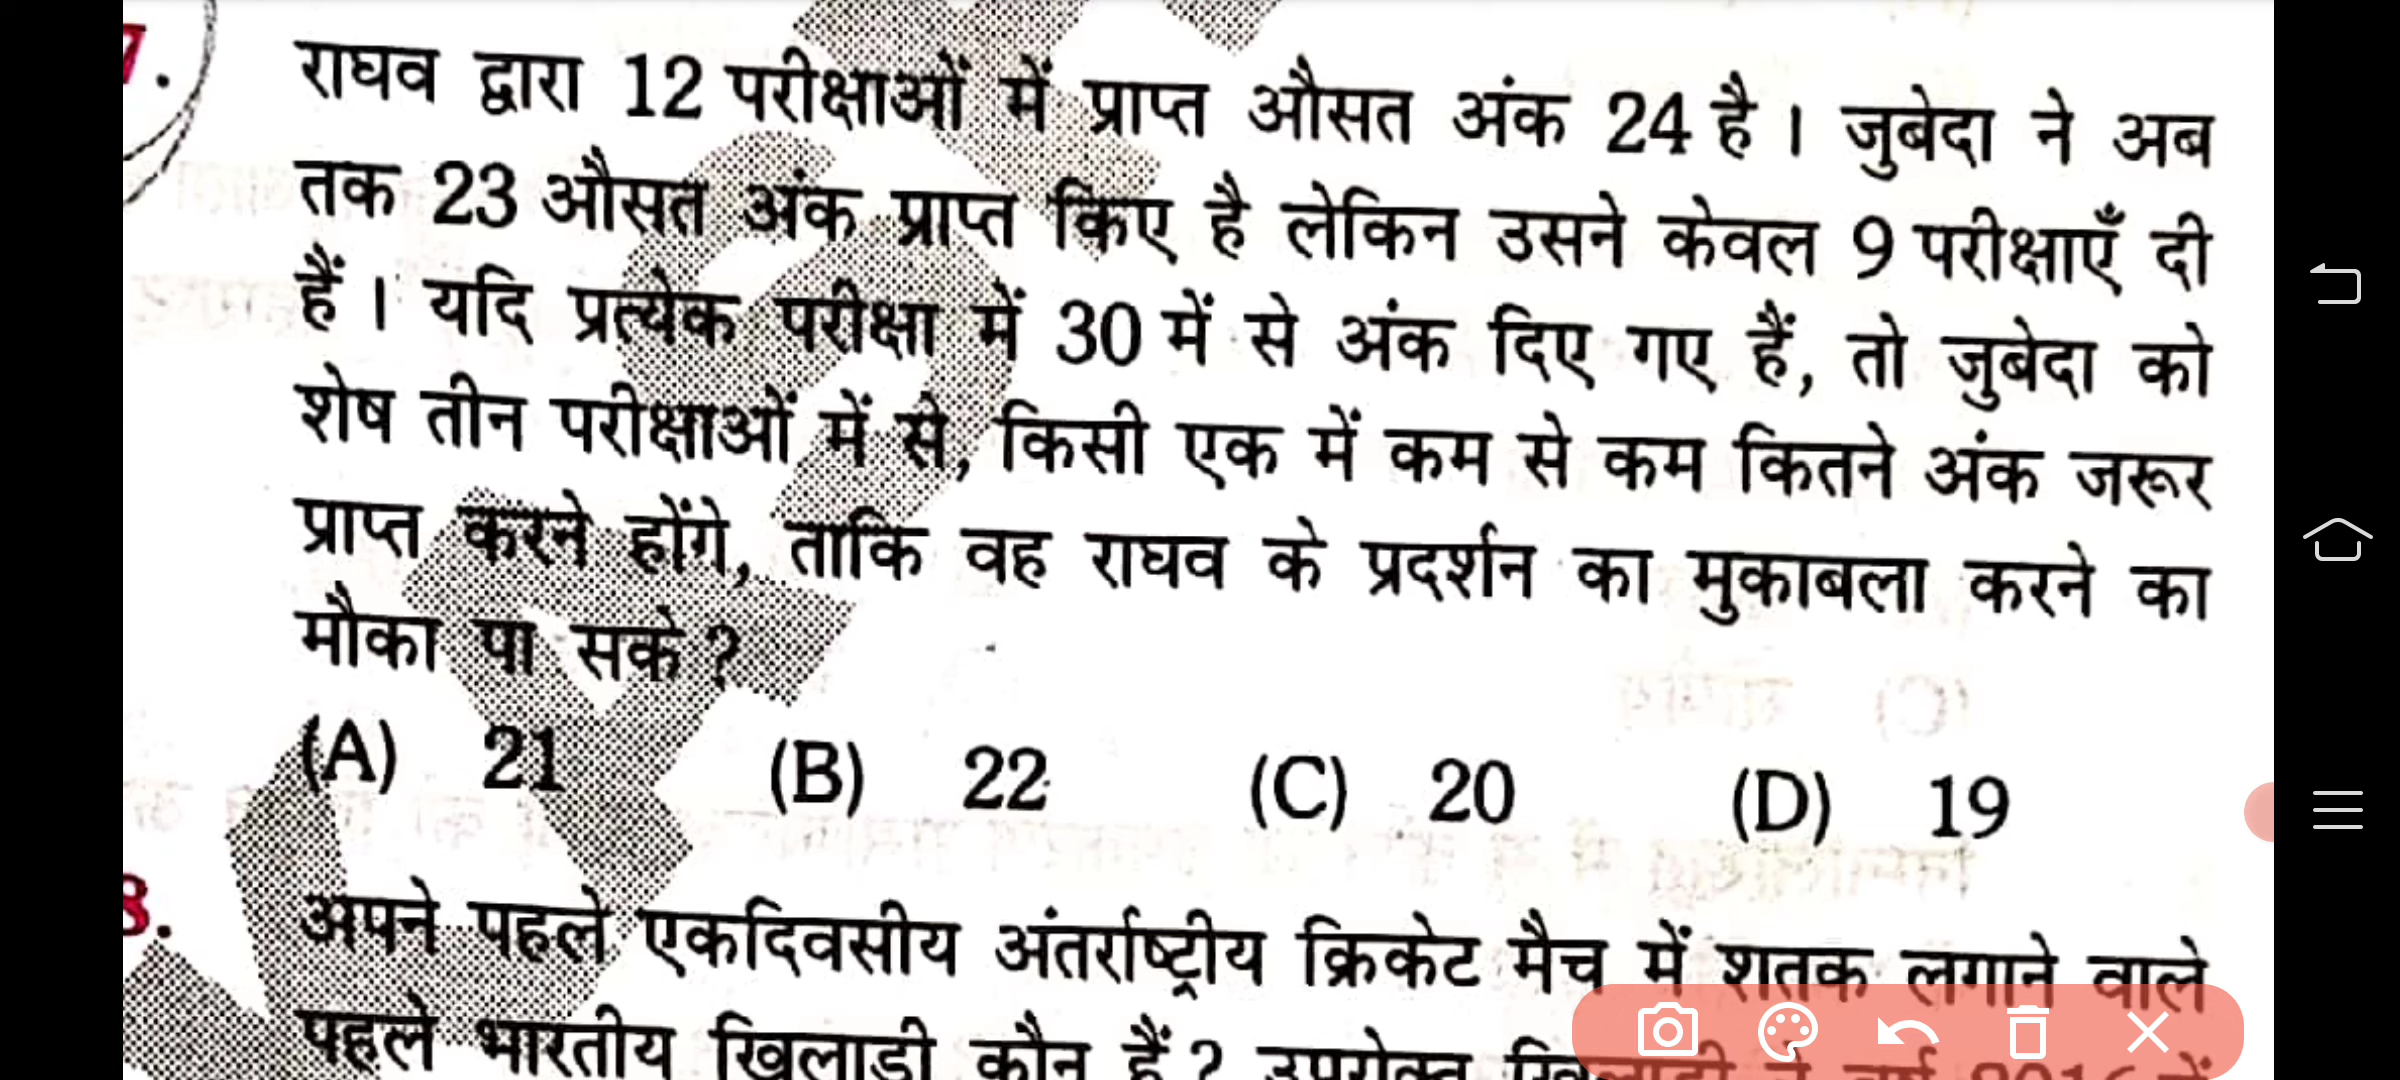 7. राघव द्वारा 12 परीक्षाओं में प्राप्त औसत अंक 24 है । जुबेदा ने अब
तक 23 औसत अंक प्राप्त किए है लेकिन उसने केवल 9 परीक्षाएँ दी
हैं । यदि प्रत्येक परीक्षा में 30 में से अंक दिए गए हैं, तो जुबेदा को
शेष तीन परीक्षाओं में से, किसी एक में कम से कम कितने अंक जरूर
प्राप्त करने होंगे, ताकि वह राघव के प्रदर्शन का मुकाबला करने का
मौका पा सके ?
(A) 21 (B) 22 (C) 20 (D) 19
8. अपने पहले एकदिवसीय अंतर्राष्ट्रीय क्रिकेट मैच में शतक लगाने वाले
पहले भारतीय खिलाड़ी कौन हैं ? उपरोक्त